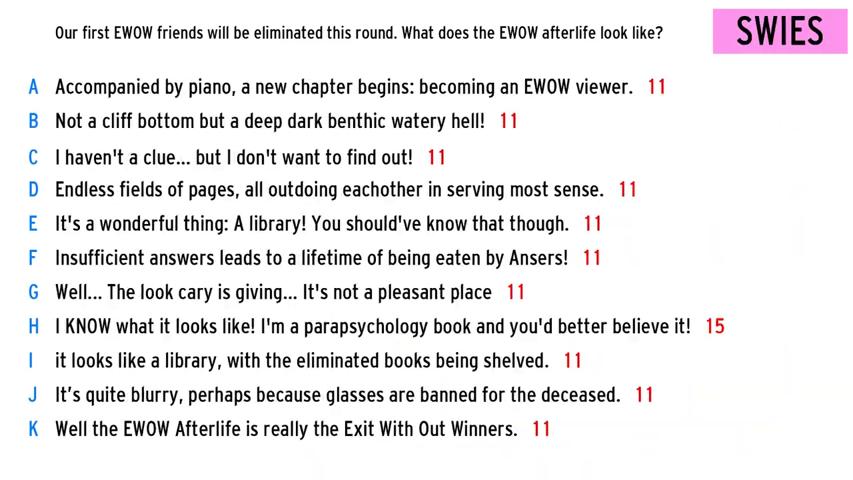 Our first EWOW friends will be eliminated this round. What does the EWOW afterlife look like?
SWIES
A Accompanied by piano, a new chapter begins: becoming an EWOW viewer. 11
B Not a cliff bottom but a deep dark benthic watery hell! 11
C I haven't a clue... but I don't want to find out! 11
D Endless fields of pages, all outdoing eachother in serving most sense. 11
E It's a wonderful thing: A library! You should've know that though. 11
F Insufficient answers leads to a lifetime of being eaten by Ansers! 11
G Well... The look cary is giving... It's not a pleasant place 11
H I KNOW what it looks like! I'm a parapsychology book and you'd better believe it! 15
I it looks like a library, with the eliminated books being shelved. 11
J It’s quite blurry, perhaps because glasses are banned for the deceased. 11
K Well the EWOW Afterlife is really the Exit With Out Winners. 11